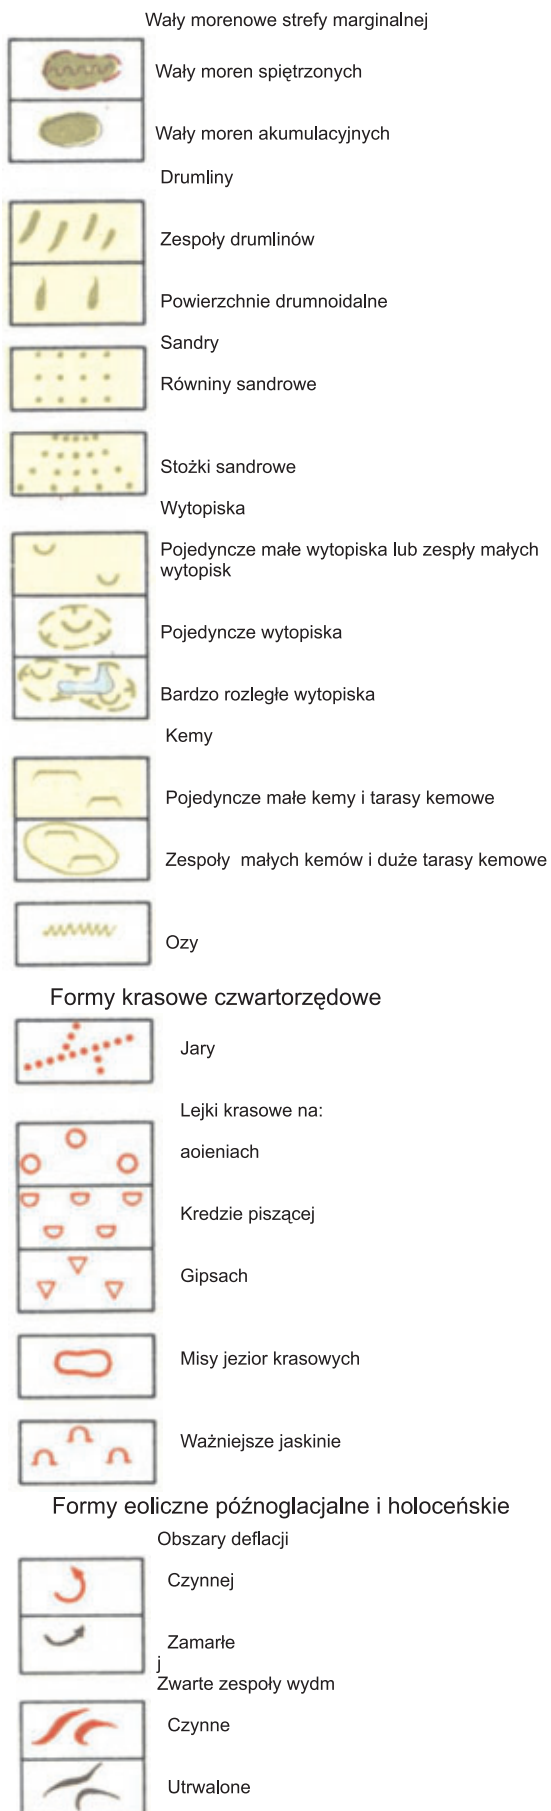 Wały morenowe strefy marginalnej
Wały moren spiętrzonych
Wały moren akumulacyjnych
Drumliny
Zespoły drumlinów
Powierzchnie drumnoidalne
Sandry
Równiny sandrowe
Stożki sandrowe
Wytopiska
Pojedyncze małe wytopiska lub zespły małych
wytopisk
Pojedyncze wytopiska
Bardzo rozległe wytopiska
Kemy
Pojedyncze małe kemy i tarasy kemowe
Zespoły małych kemów i duże tarasy kemowe
Ozy
Formy krasowe czwartorzędowe
Jary
Lejki krasowe na:
aoieniach
Kredzie piszącej
Gipsach
Misy jezior krasowych
Ważniejsze jaskinie
Formy eoliczne późnoglacjalne i holoceńskie
Obszary deflacji
Czynnej
Zamarłe
j
Zwarte zespoły wydm
Czynne
Utrwalone